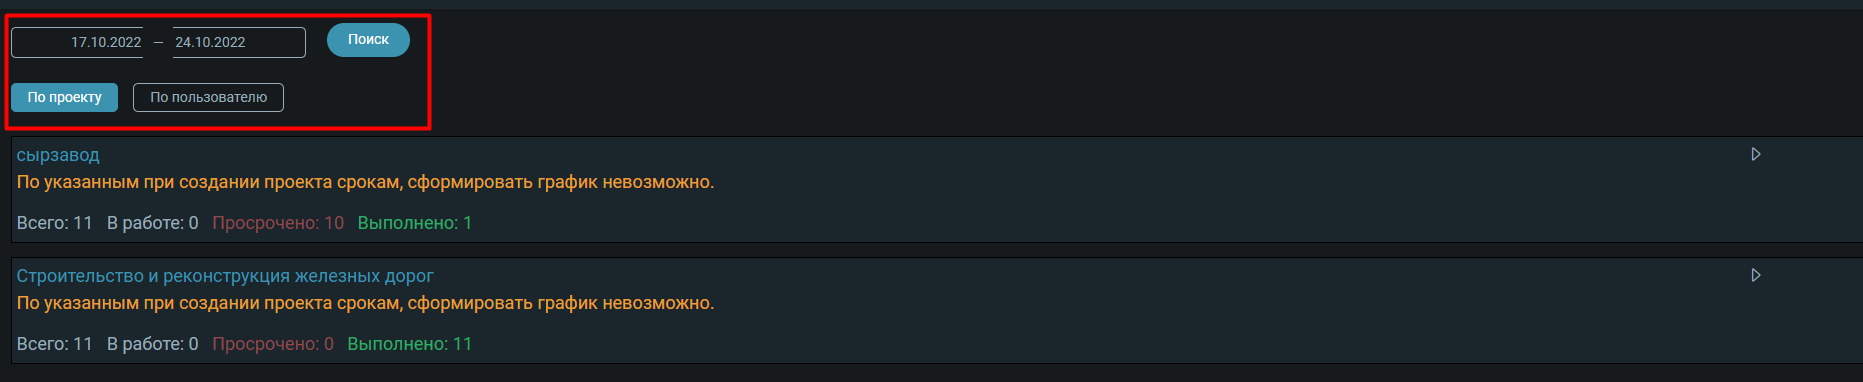 17.10.2022 — 24.10.2022 Поиск
По проекту По пользователю
сырзавод
По указанным при создании проекта срокам, сформировать график невозможно.
Всего: 11 В работе: 0 Просрочено: 10 Выполнено: 1
Строительство и реконструкция железных дорог
По указанным при создании проекта срокам, сформировать график невозможно.
Всего: 11 В работе: 0 Просрочено: 0 Выполнено: 11